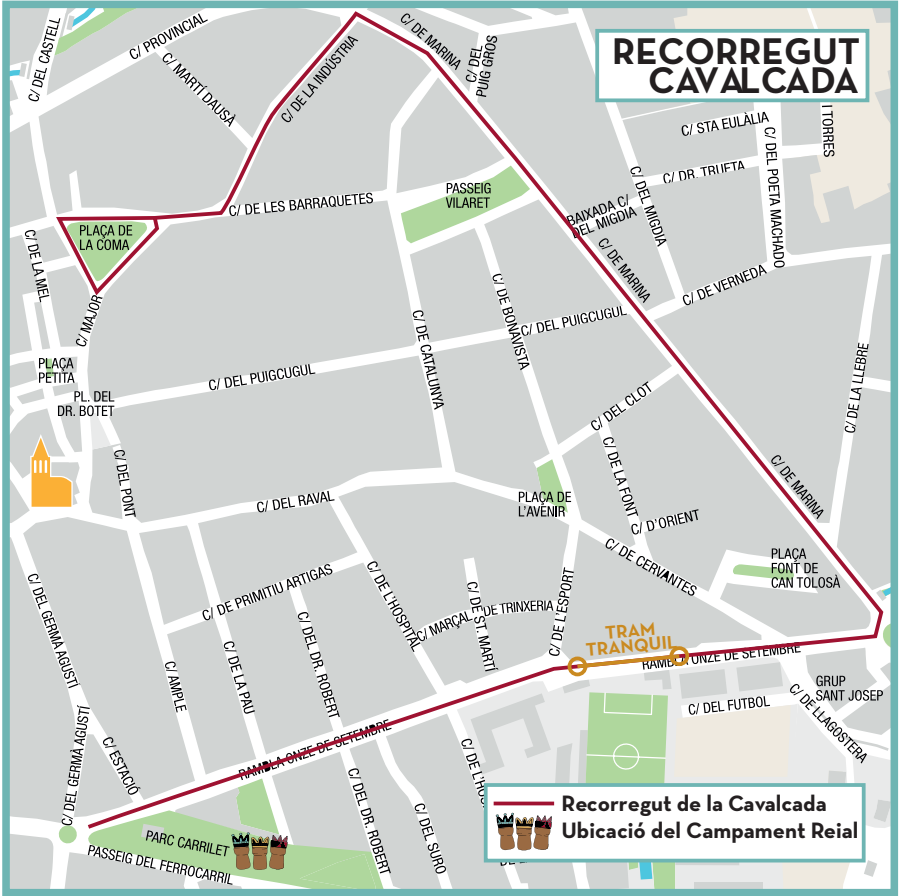 RECORREGUT
CAVALCADA
C/ DEL CASTELL
C/ PROVINCIAL
C/ MARTÍ DAUSÀ
C/ DE LA INDÚSTRIA
C/ DE MARINA
C/ DEL
PUIG GROS
C/ STA EULÀLIA
I TORRES
C/ DR. TRUETA
C/ DEL POETA MACHADO
C/ DEL MIGDIA
BAIXADA C/
DEL MIGDIA
PASSEIG
VILARET
C/ DE LES BARRAQUETES
PLAÇA DE
LA COMA
C/ DE LA MEL
C/ MAJOR
C/ DE MARINA
C/ DE VERNEDA
C/ DE BONAVISTA
C/ DEL PUIGCUGUL
C/ DE CATALUNYA
C/ DEL PUIGCUGUL
PLAÇA
PETITA
PL. DEL
DR. BOTET
C/ DE LA LLEBRE
C/ DEL CLOT
C/ DE LA FONT
C/ DEL PONT
C/ DEL RAVAL
PLAÇA DE
L'AVENIR
C/ D'ORIENT
C/ DE MARINA
C/ DE CERVANTES
PLAÇA
FONT DE
CAN TOLOSÀ
C/ DEL GERMÀ AGUSTÍ
C/ DE PRIMITIU ARTIGAS
C/ DE L'HOSPITAL
C/ DE ST. MARTÍ
C/ MARÇAL DE TRINXERIA
C/ DE L'ESPORT
TRAM
TRANQUIL
RAMBLA ONZE DE SETEMBRE
C/ AMPLE
C/ DE LA PAU
C/ DEL DR. ROBERT
GRUP
SANT JOSEP
C/ DEL FUTBOL
C/ DE LLAGOSTERA
C/ DEL GERMÀ AGUSTÍ
C/ ESTACIÓ
RAMBLA ONZE DE SETEMBRE
C/ DEL DR. ROBERT
C/ DEL SURO
C/ DE L'HOS
PARC CARRILET
PASSEIG DEL FERROCARRIL
Recorregut de la Cavalcada
Ubicació del Campament Reial